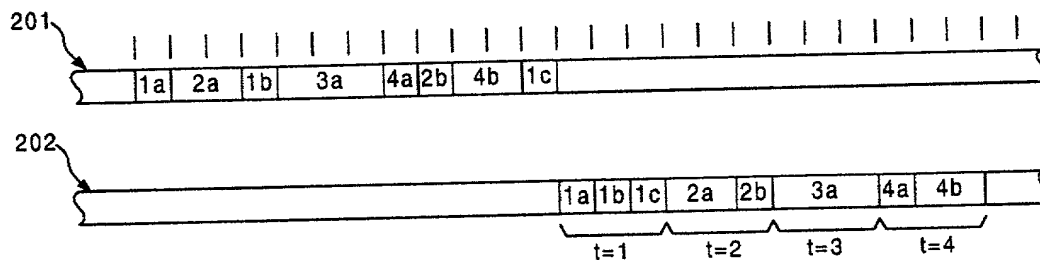 201
1a 2a 1b 3a 4a 2b 4b 1c
202
1a 1b 1c 2a 2b 3a 4a 4b
t=1 t=2 t=3 t=4